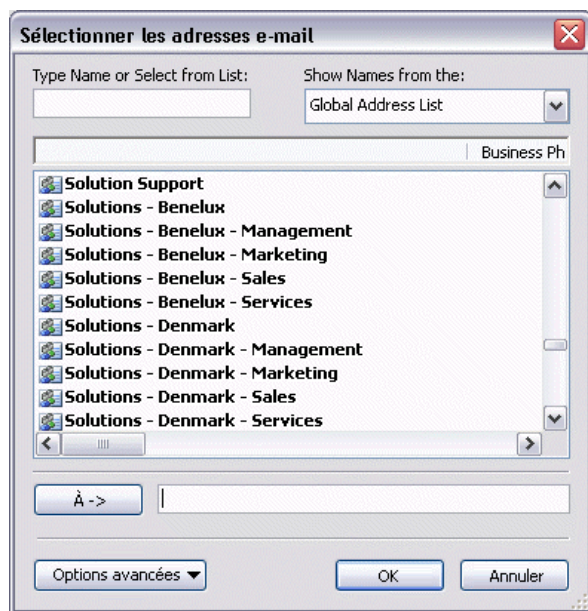 Sélectionner les adresses e-mail
Type Name or Select from List: Show Names from the:
Global Address List
Business Ph
Solution Support
Solutions - Benelux
Solutions - Benelux - Management
Solutions - Benelux - Marketing
Solutions - Benelux - Sales
Solutions - Benelux - Services
Solutions - Denmark
Solutions - Denmark - Management
Solutions - Denmark - Marketing
Solutions - Denmark - Sales
Solutions - Denmark - Services
À ->
Options avancées OK Annuler